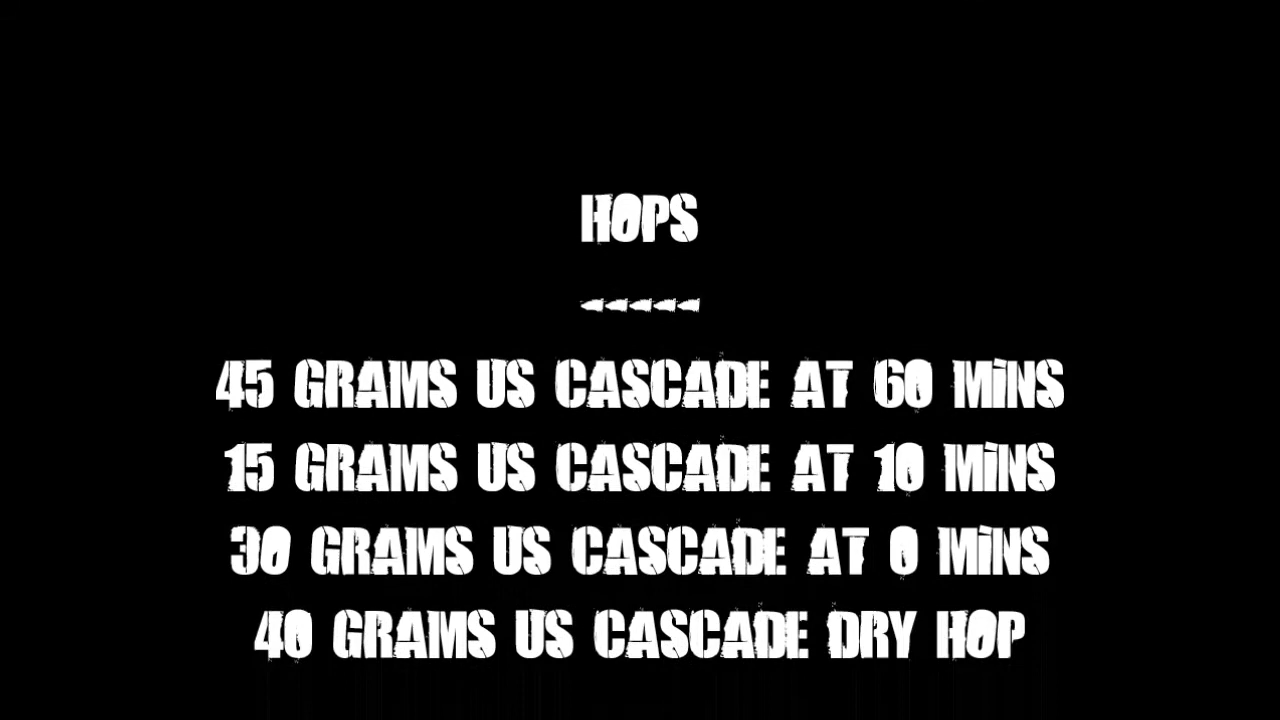 HOPS
45 GRAMS US CASCADE AT 60 MINS
15 GRAMS US CASCADE AT 10 MINS
30 GRAMS US CASCADE AT 0 MINS
40 GRAMS US CASCADE DRY HOP